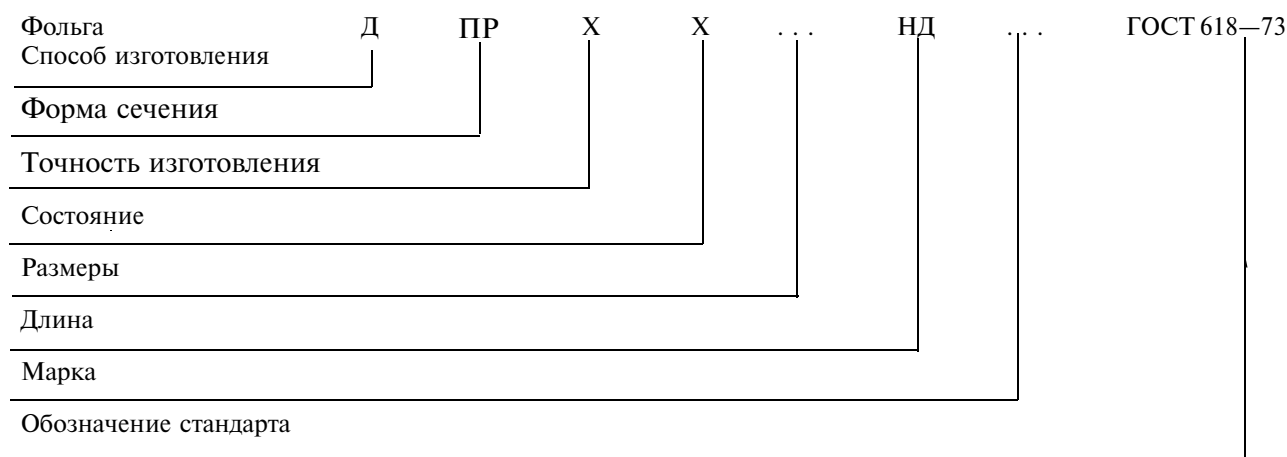 Фольга Д ПР Х Х ... НД ... ГОСТ 618—73
Способ изготовления
Форма сечения
Точность изготовления
Состояние
Размеры
Длина
Марка
Обозначение стандарта